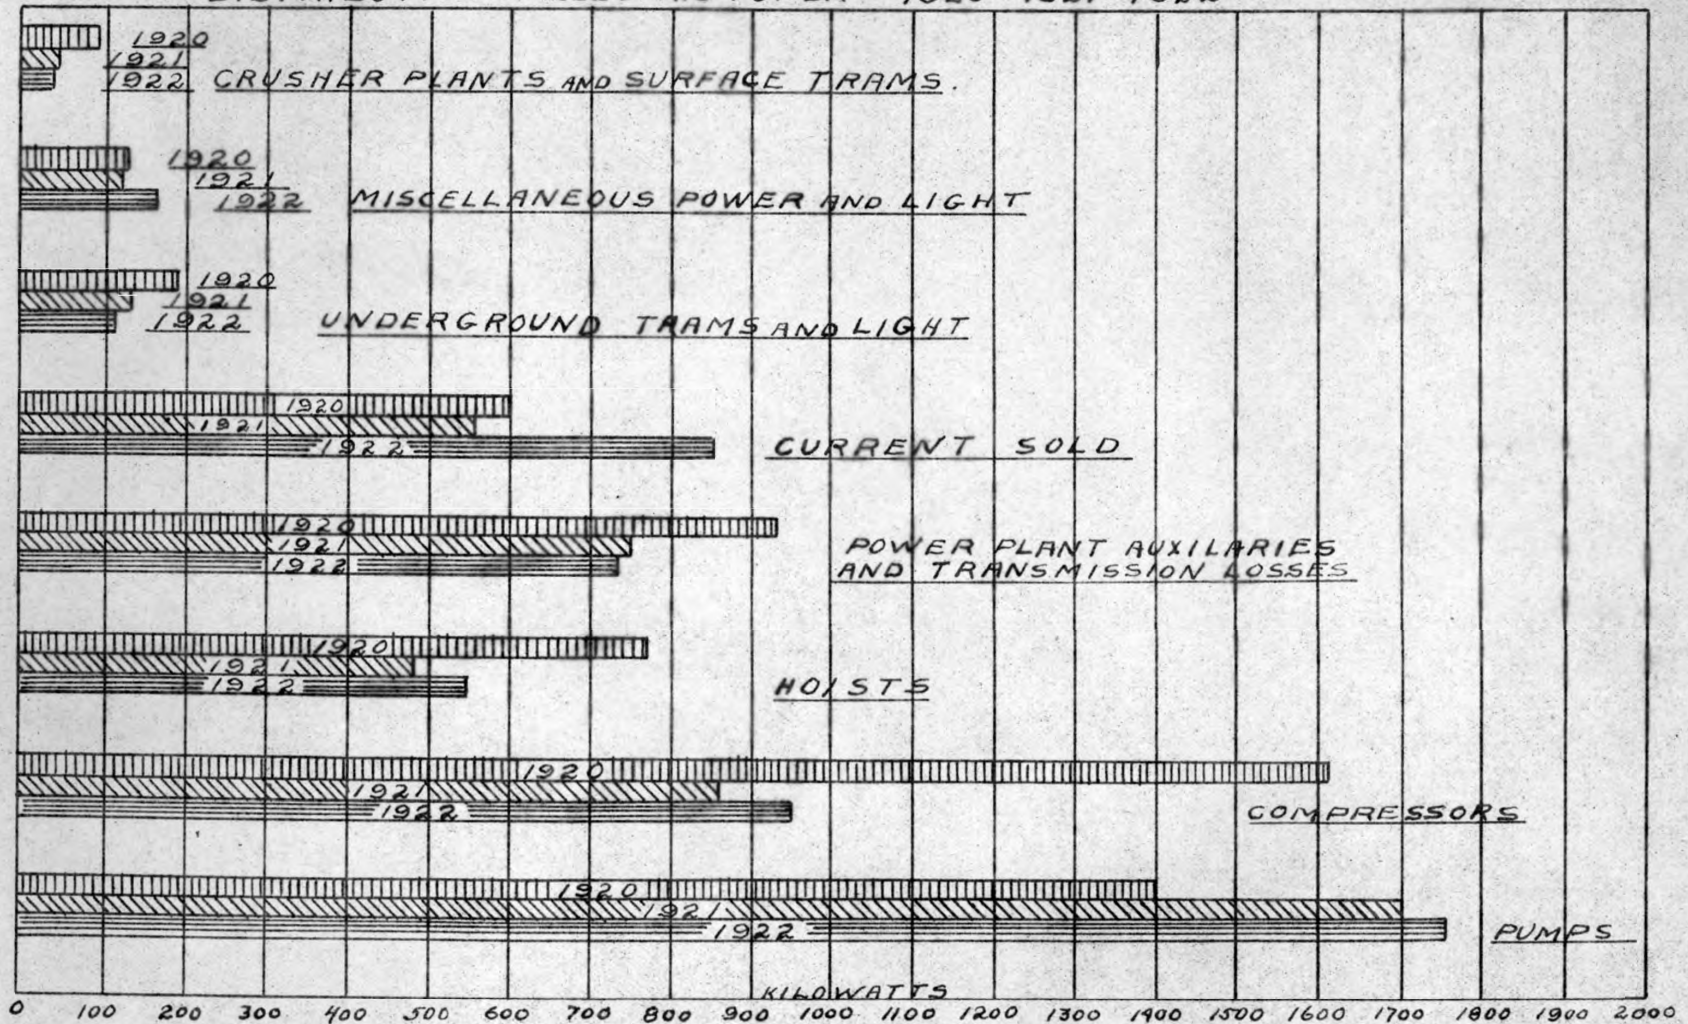 1920 1921 1922
1920
1921
1922 CRUSHER PLANTS AND SURFACE TRAMS.
1920
1921
1922 MISCELLANEOUS POWER AND LIGHT
1920
1921
1922 UNDERGROUND TRAMS AND LIGHT
1920
1921
1922 CURRENT SOLD
1920
1921
1922
POWER PLANT AUXILARIES
AND TRANSMISSION LOSSES
1920
1921
1922 HOISTS
1920
1921
1922 COMPRESSORS
1920
1921
1922 PUMPS
KILOWATTS
0 100 200 300 400 500 600 700 800 900 1000 1100 1200 1300 1400 1500 1600 1700 1800 1900 2000